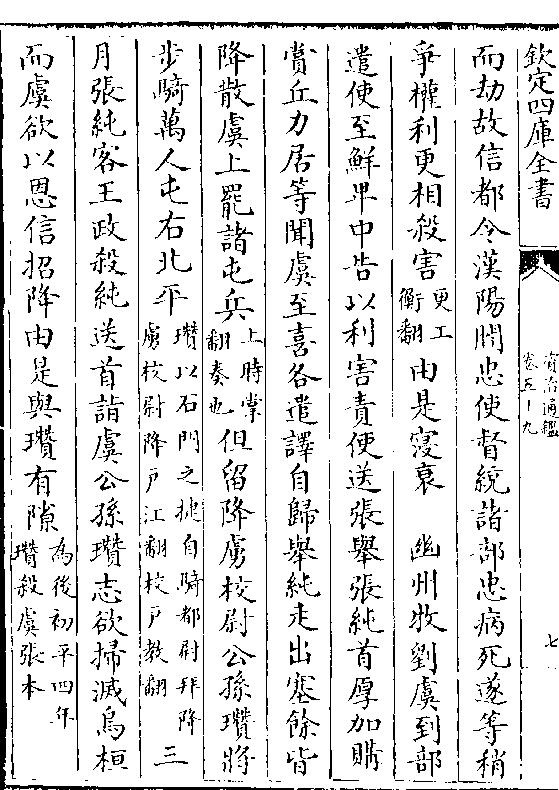 欽定四庫全書
資治通鑑
卷五十九
七
而劫故信都令漢陽閻忠使督統諸部忠病死遂等稍
爭權利更相殺害更工衡翻由是寖衰　幽州牧劉虞到部
遣使至鮮卑中告以利害責使送張舉張純首厚加購
賞丘力居等聞虞至喜各遣譯自歸舉純走出塞餘皆
降散虞上罷諸屯兵上時掌翻奏也但留降虜校尉公孫瓚將
步騎萬人屯右北平瓚以石門之捷自騎都尉拜降虜校尉降戶江翻校戶教翻三
月張純客王政殺純送首詣虞公孫瓚志欲掃滅烏桓
而虞欲以恩信招降由是與瓚有隙為後初平四年瓚殺虞張本